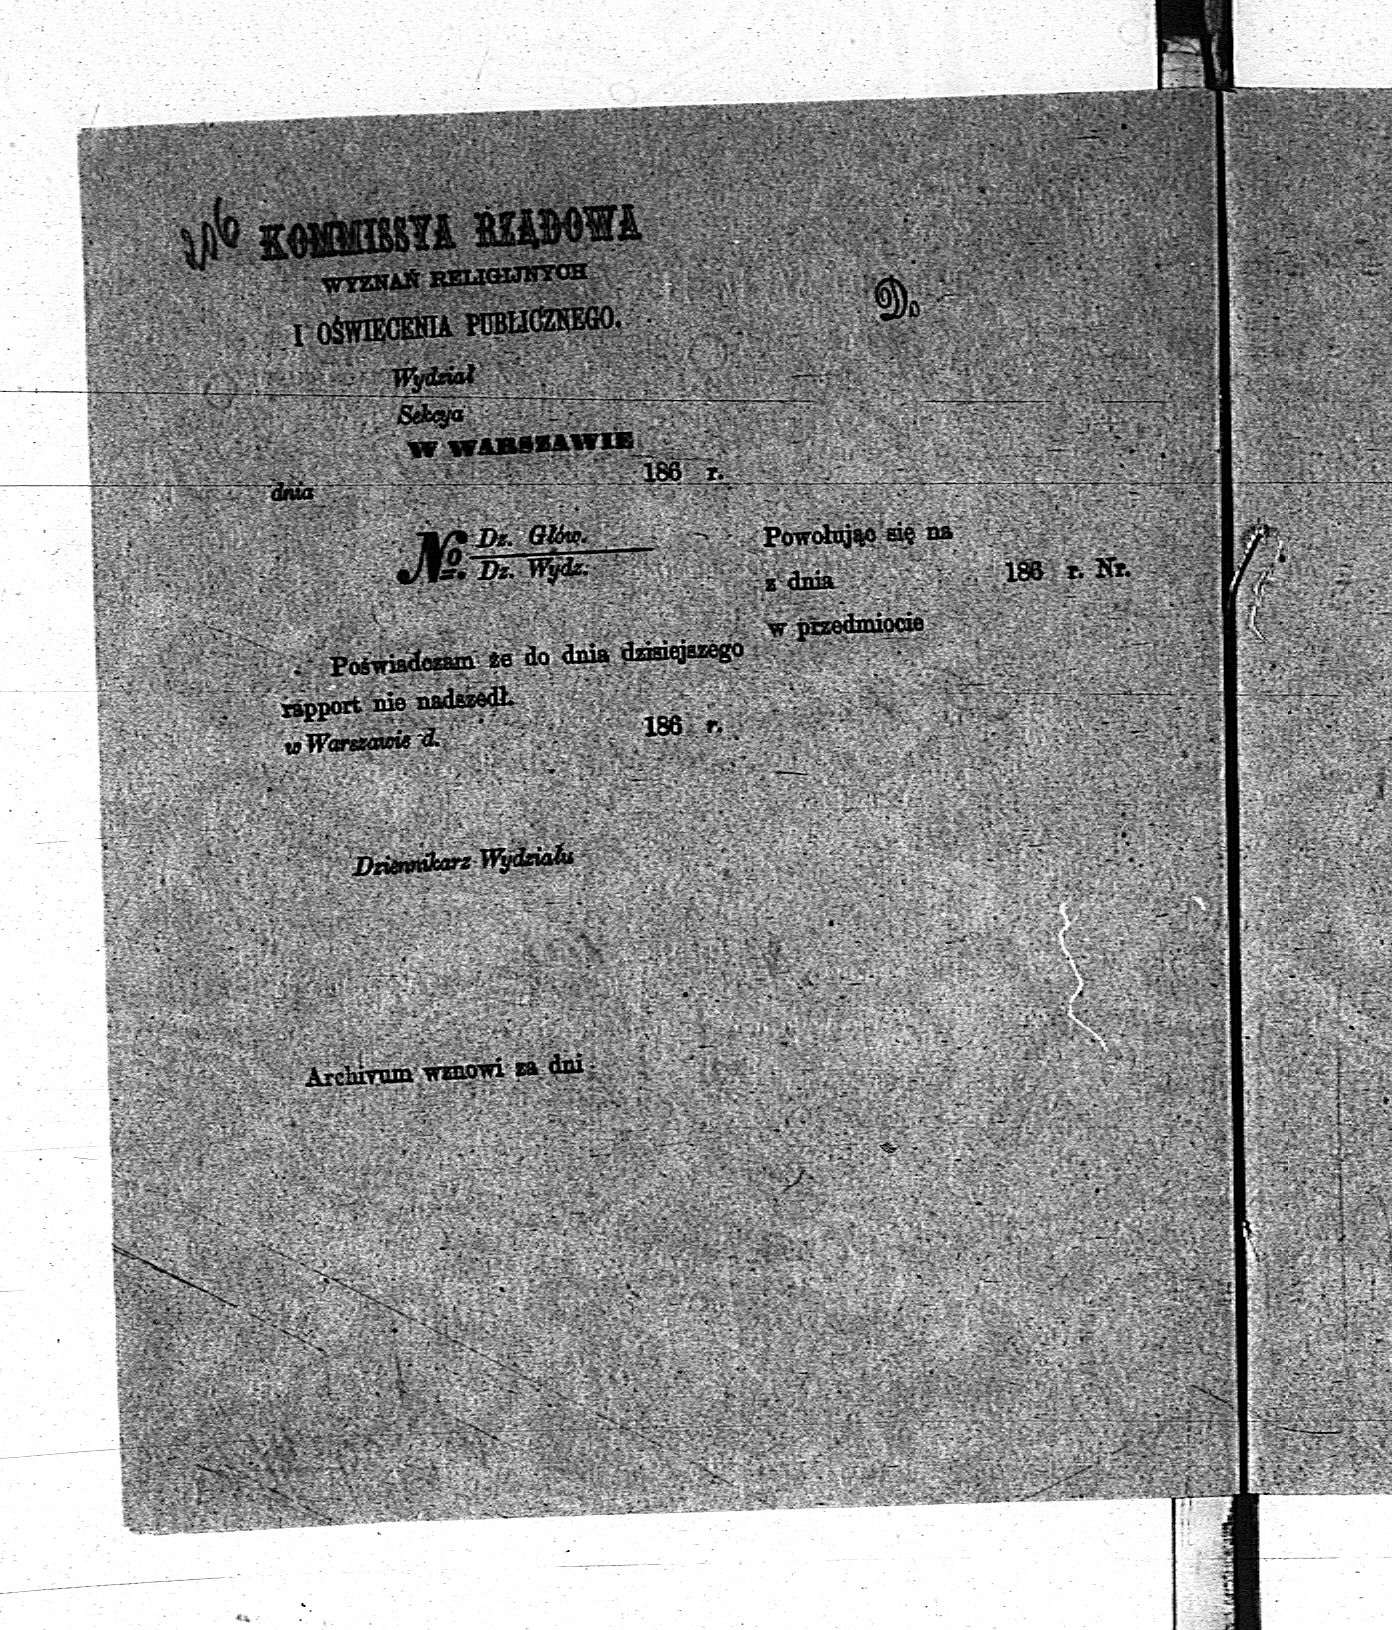 206
KOMMISSYA RZĄDOWA
WYZNAŃ RELIGIJNYCH
I OŚWIECENIA PUBLICZNEGO.
Wydział
Sekcya
W WARSZAWIE
dnia 186 r.
No. Dz. Głów.
Dz. Wydz.
Poświadczam że do dnia dzisiejszego
rapport nie nadszedł.
w Warszawie d. 186 r.
Dziennikarz Wydziału
Archivum wznowi za dni
Do
Powołując się na
z dnia 186 r. Nr.
w przedmiocie